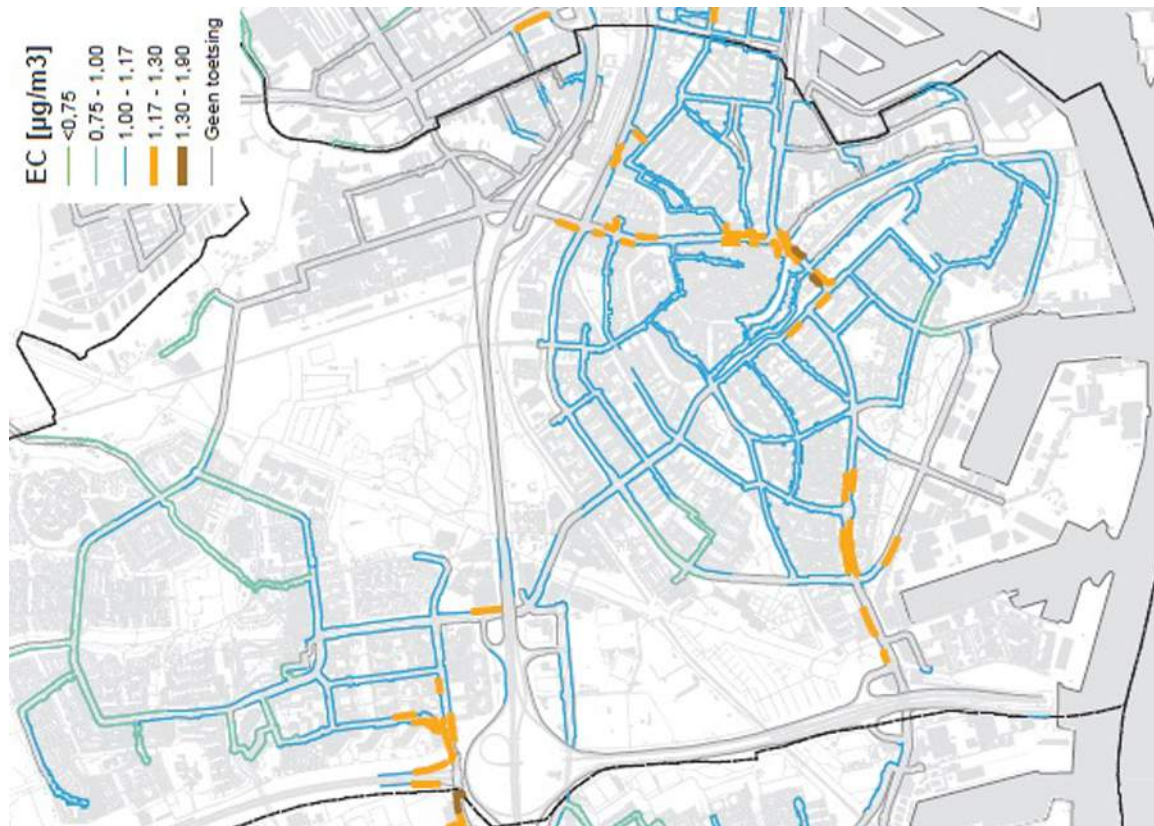 EC [µg/m3]
<0,75
0,75 - 1,00
1,00 - 1,17
1,17 - 1,30
1,30 - 1,90
Geen toetsing